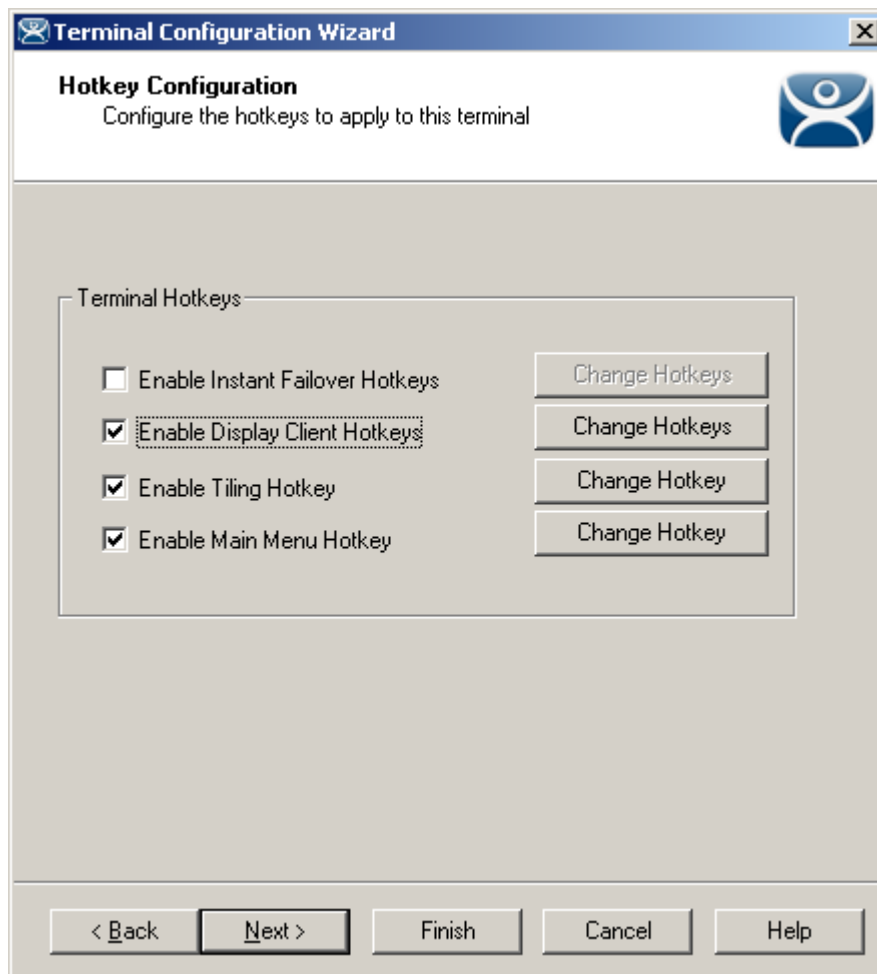 Terminal Configuration Wizard
Hotkey Configuration
Configure the hotkeys to apply to this terminal
Terminal Hotkeys
Enable Instant Failover Hotkeys Change Hotkeys
Enable Display Client Hotkeys Change Hotkeys
Enable Tiling Hotkey Change Hotkey
Enable Main Menu Hotkey Change Hotkey
< Back Next > Finish Cancel Help